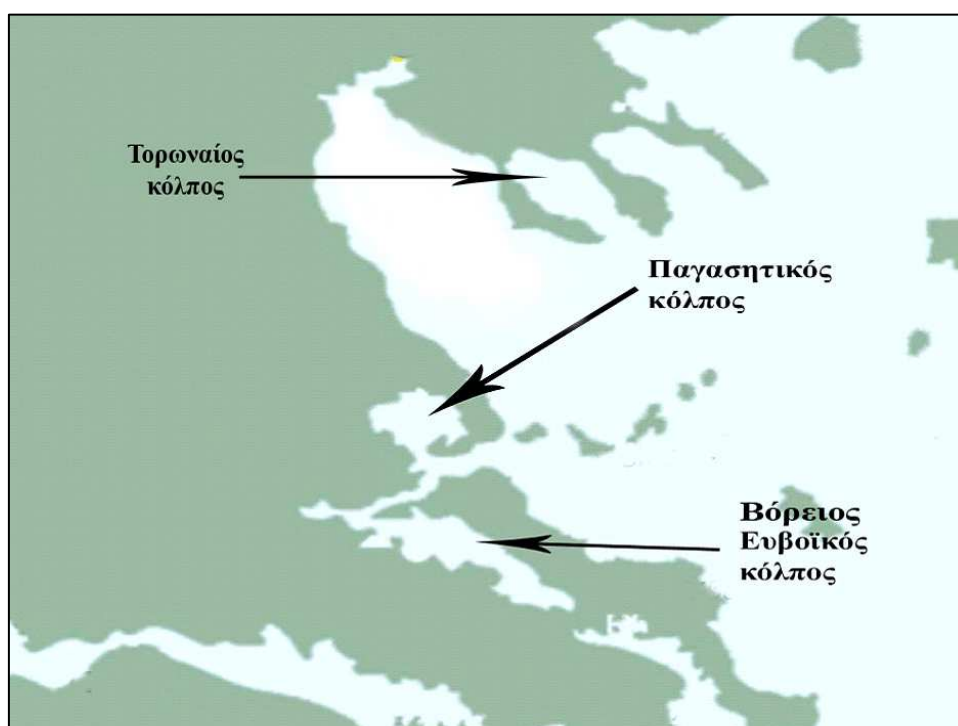 Τορωναίος
κόλπος
Παγασητικός
κόλπος
Βόρειος
Ευβοϊκός
κόλπος